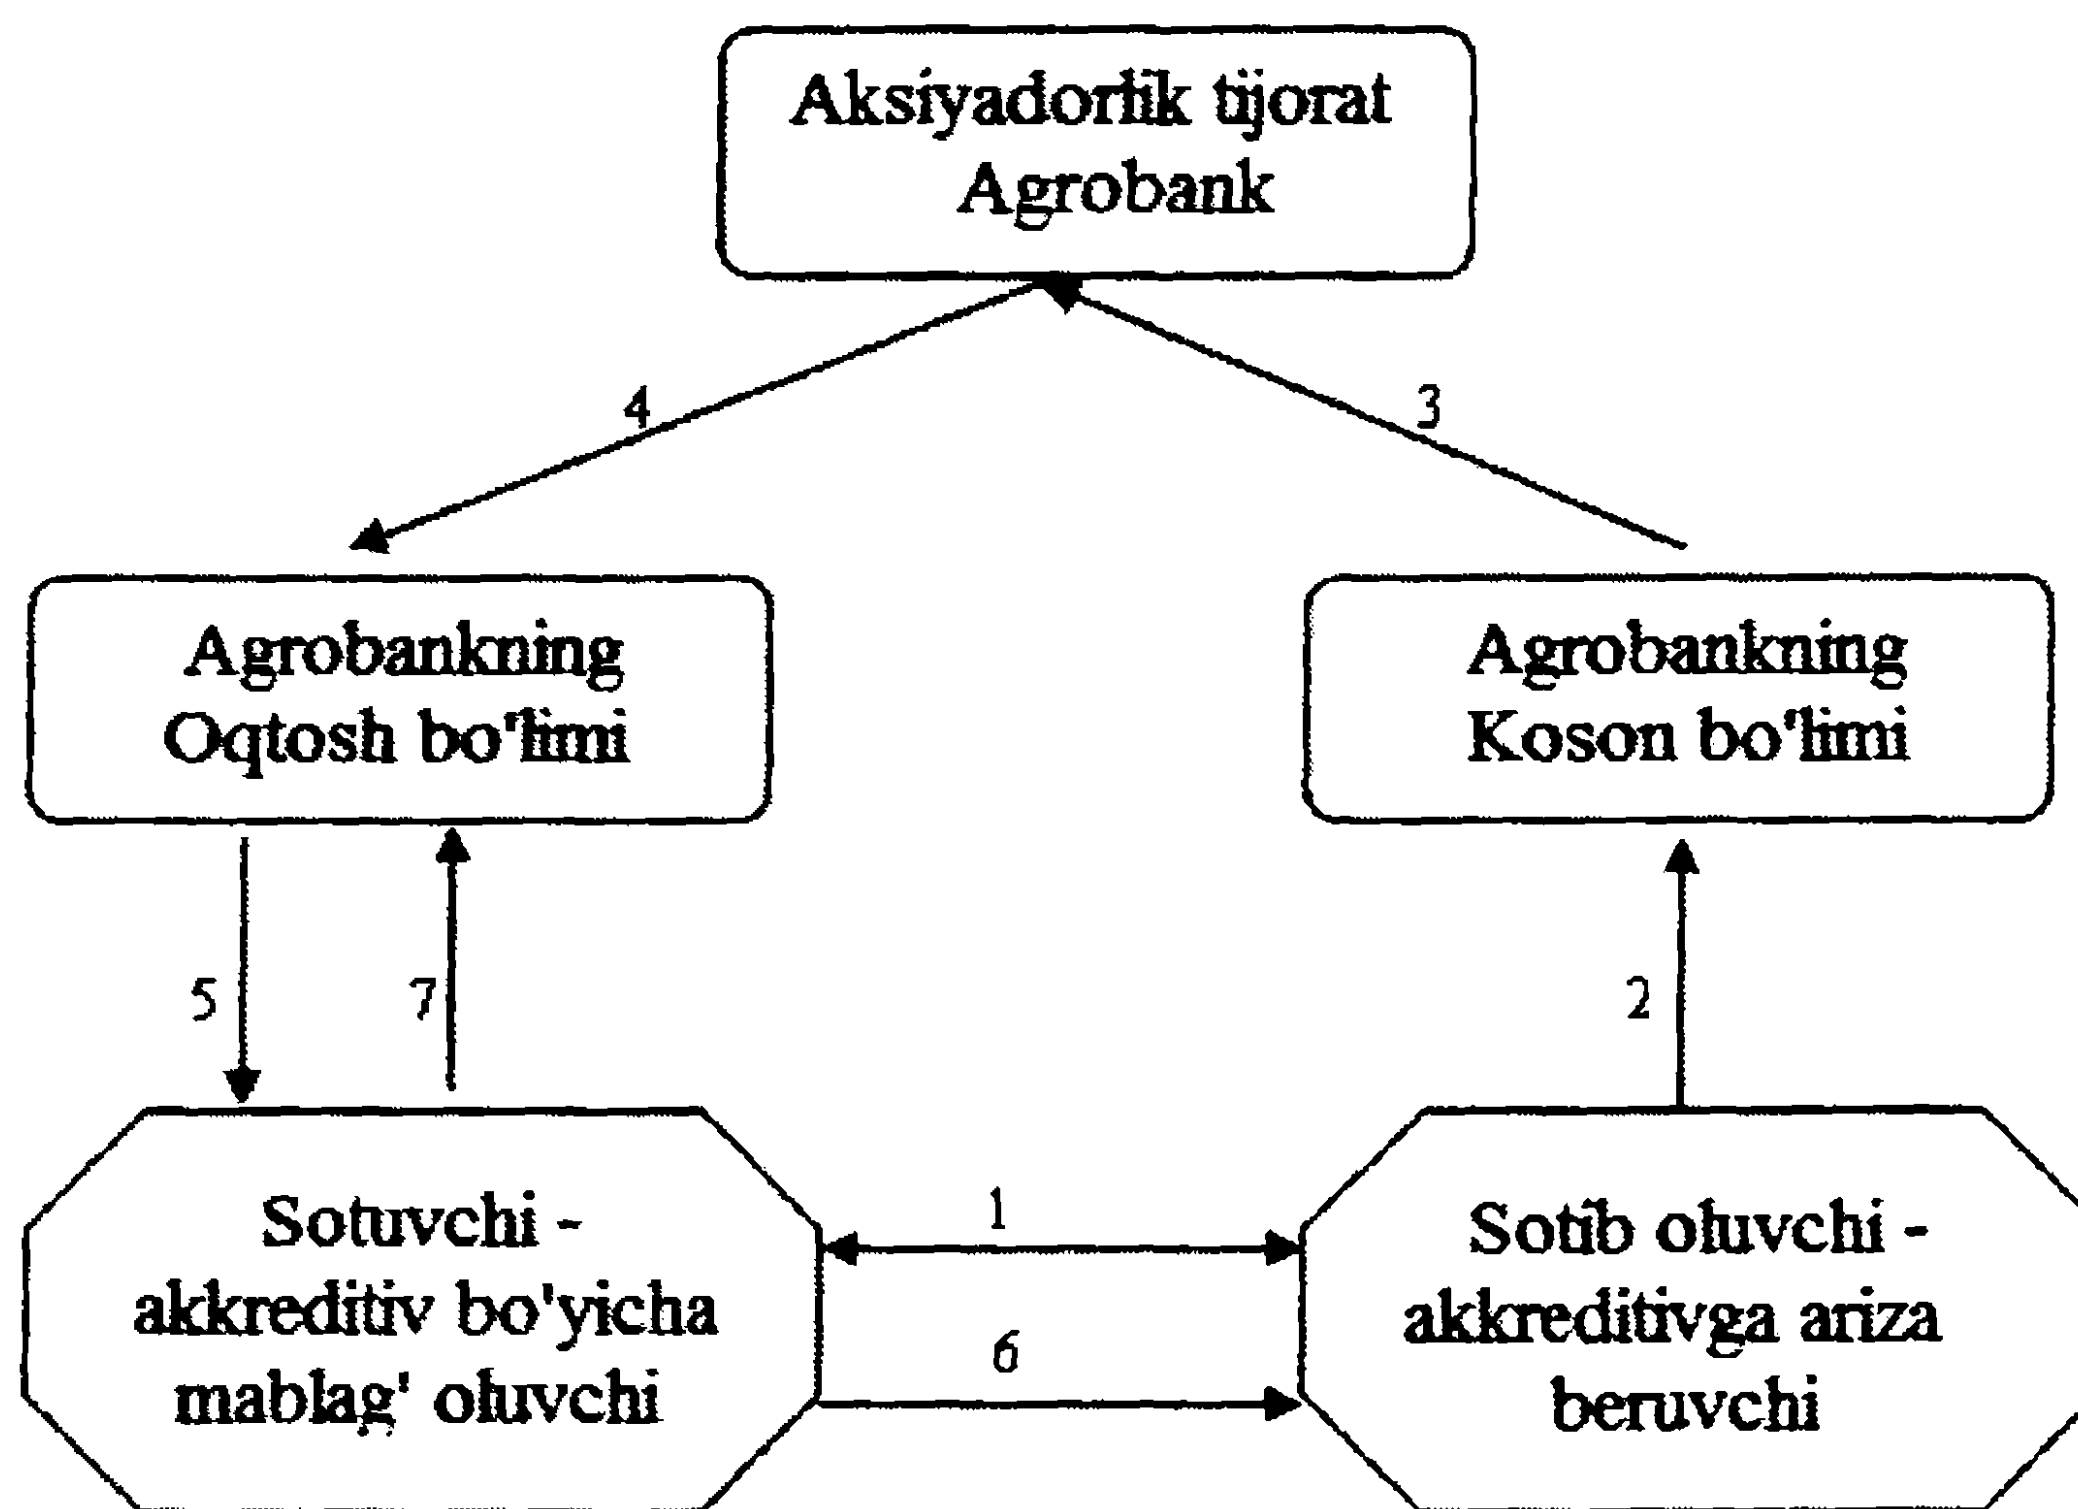 Aksiyadorlik tijorat
Agrobank
4
3
Agrobankning
Oqtosh bo'limi
Agrobankning
Koson bo'limi
5
7
2
Sotuvchi -
akkreditiv bo'yicha
mablag' oluvchi
1
6
Sotib oluvchi -
akkreditivga ariza
beruvchi